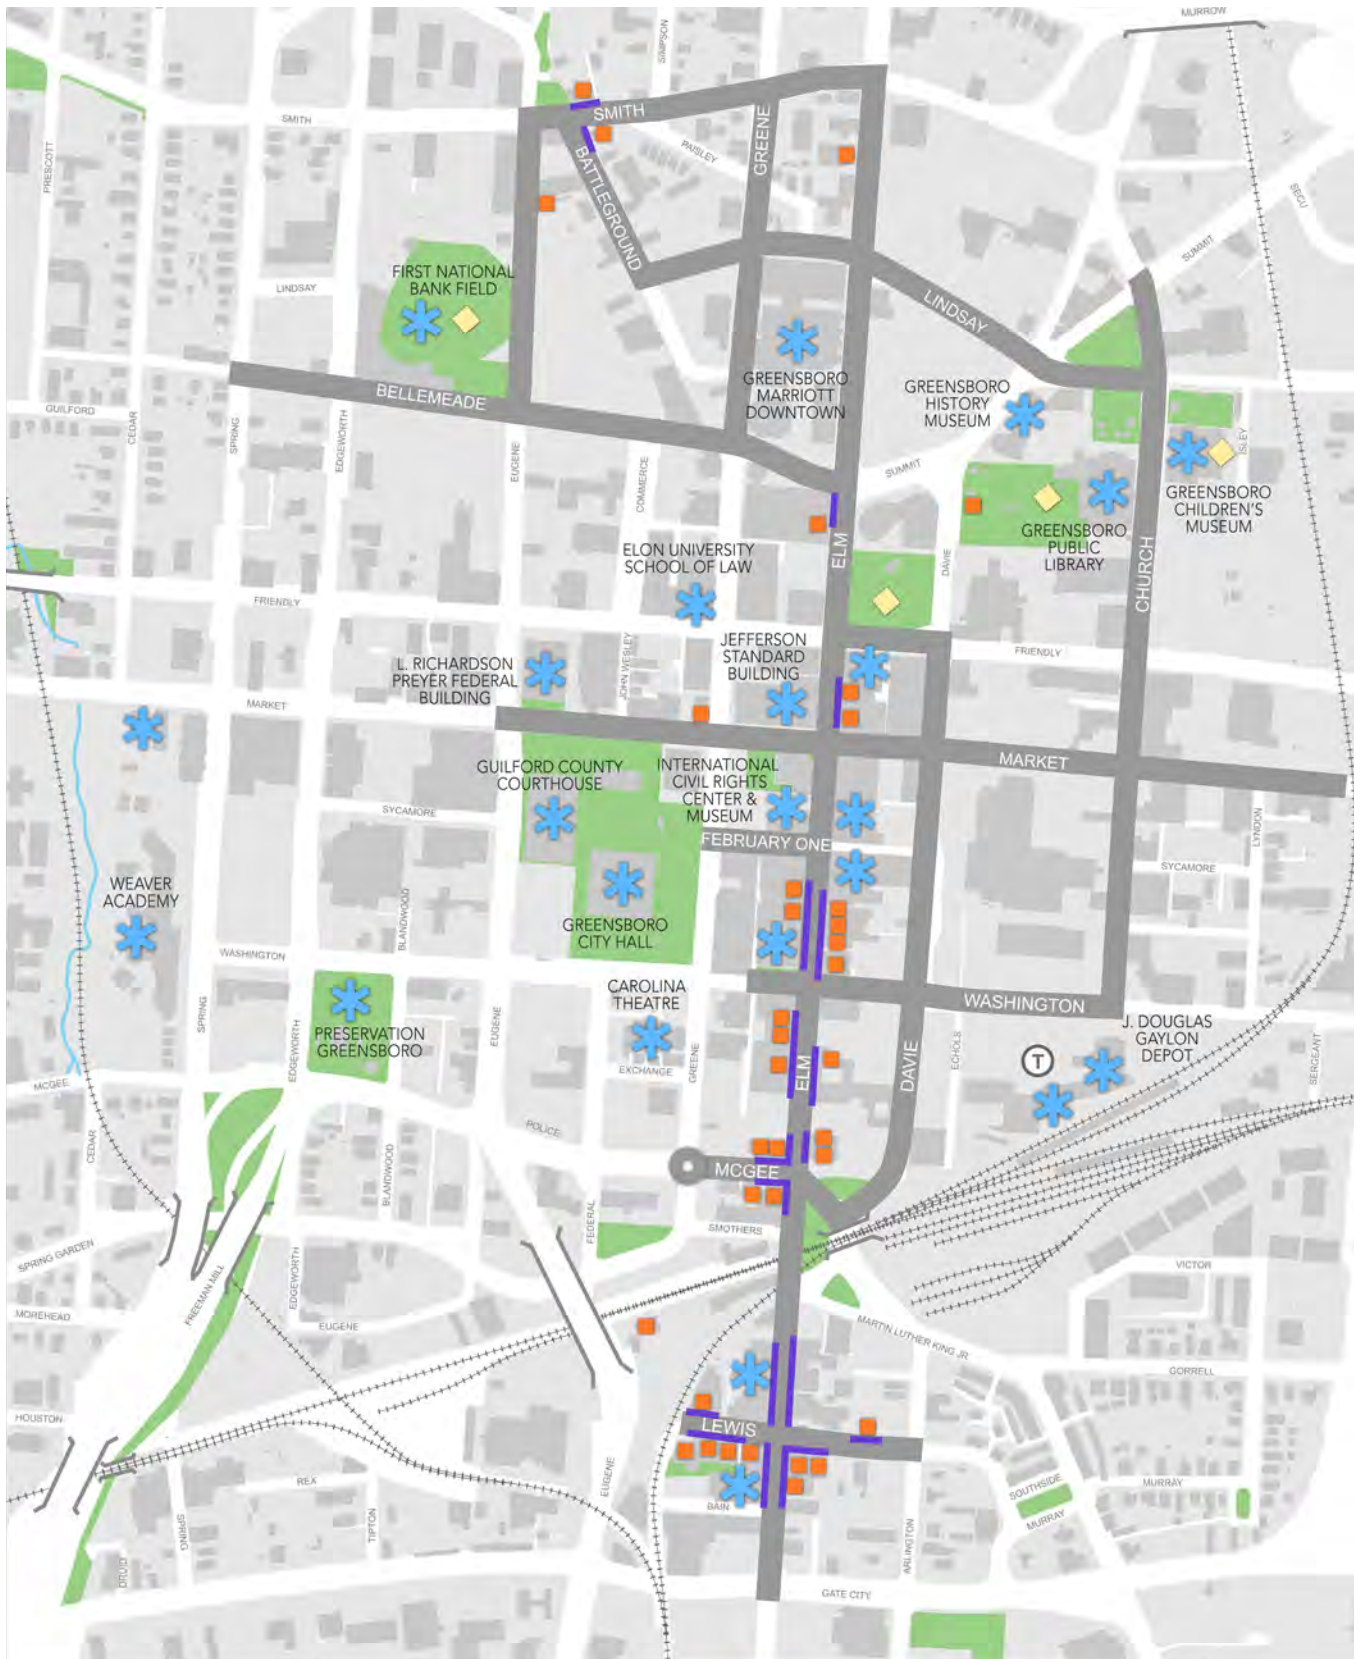 MURROW
SIMPSON
SMITH
SMITH
GREENE
PAISLEY
PRESCOTT
BATTLEGROUND
SECU
SUMMIT
FIRST NATIONAL
BANK FIELD
LINDSAY
LINDSAY
GREENSBORO
MARRIOTT
DOWNTOWN
GREENSBORO
HISTORY
MUSEUM
BELLEMEADE
GUILFORD
CEDAR
SPRING
EDGEWORTH
EUGENE
COMMERCE
SUMMIT
ISLEY
GREENSBORO
CHILDREN'S
MUSEUM
GREENSBORO
PUBLIC
LIBRARY
ELM
DAVIE
CHURCH
ELON UNIVERSITY
SCHOOL OF LAW
FRIENDLY
JEFFERSON
STANDARD
BUILDING
FRIENDLY
JOHN WESLEY
L. RICHARDSON
PREYER FEDERAL
BUILDING
MARKET
MARKET
GUILFORD COUNTY
COURTHOUSE
INTERNATIONAL
CIVIL RIGHTS
CENTER &
MUSEUM
SYCAMORE
FEBRUARY ONE
LYNDON
SYCAMORE
WEAVER
ACADEMY
BLANDWOOD
GREENSBORO
CITY HALL
WASHINGTON
CAROLINA
THEATRE
WASHINGTON
SPRING
EDGEWORTH
PRESERVATION
GREENSBORO
EUGENE
EXCHANGE
GREENE
ELM
DAVIE
ECHOLS
T
J. DOUGLAS
GAYLON
DEPOT
SERGEANT
MCGEE
CEDAR
POLICE
BLANDWOOD
MCGEE
FEDERAL
SMOTHERS
SPRING GARDEN
FREEMAN MILL
EDGEWORTH
VICTOR
MOREHEAD
EUGENE
MARTIN LUTHER KING JR
GORRELL
HOUSTON
LEWIS
REX
EUGENE
SOUTHSIDE
MURRAY
MURRAY
BAIN
SPRING
TIPTON
ARLINGTON
DRUID
GATE CITY